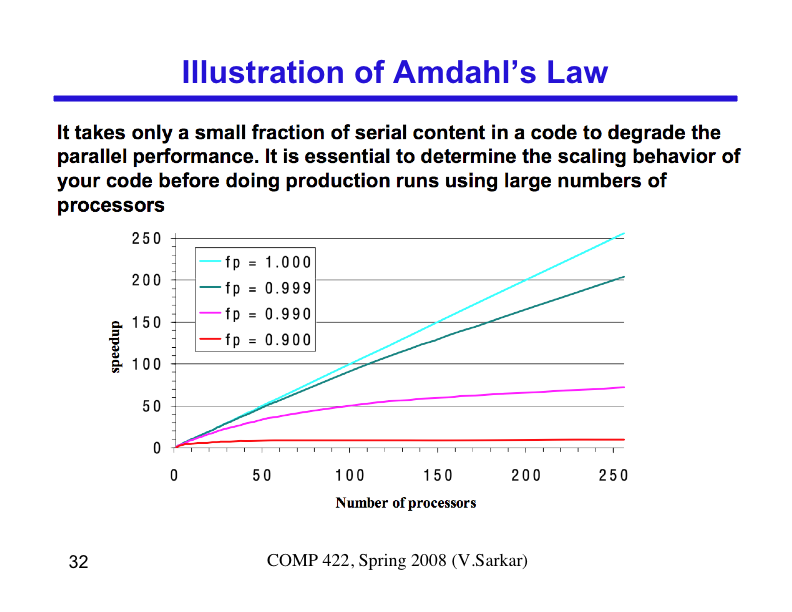 Illustration of Amdahl's Law
It takes only a small fraction of serial content in a code to degrade the
parallel performance. It is essential to determine the scaling behavior of
your code before doing production runs using large numbers of
processors
250
200
150
100
50
0
fp = 1.000
fp = 0.999
fp = 0.990
fp = 0.900
speedup
0 50 100 150 200 250
Number of processors
32
COMP 422, Spring 2008 (V.Sarkar)